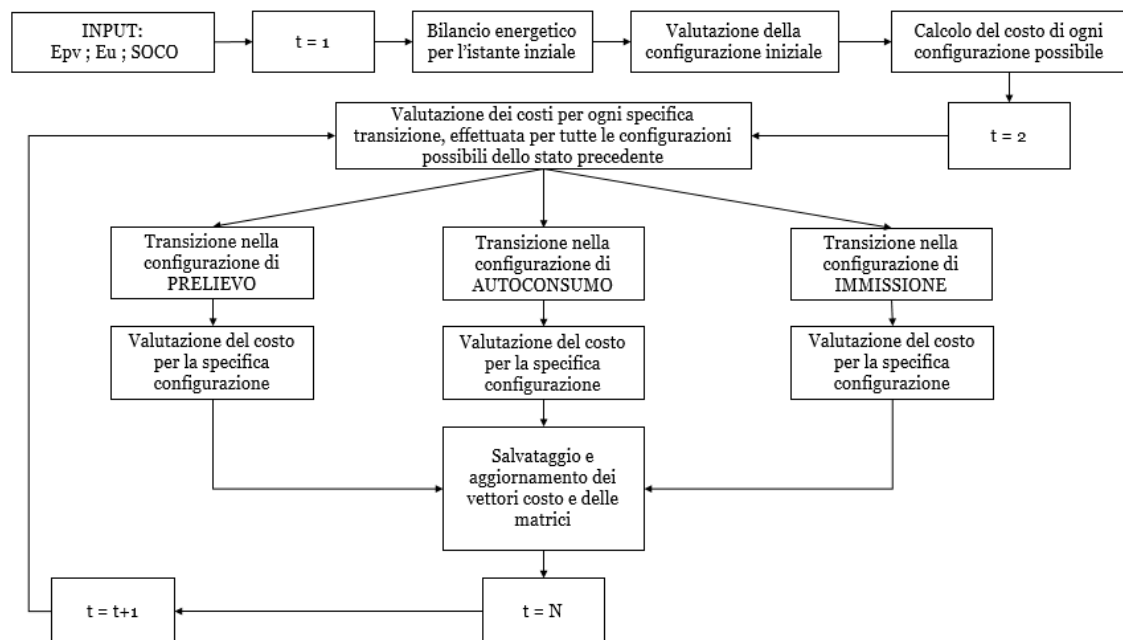 INPUT:
Epv ; Eu ; SOCO
t = 1
Bilancio energetico
per l'istante inziale
Valutazione della
configurazione iniziale
Calcolo del costo di ogni
configurazione possibile
t = 2
Valutazione dei costi per ogni specifica
transizione, effettuata per tutte le configurazioni
possibili dello stato precedente
Transizione nella
configurazione di
PRELIEVO
Transizione nella
configurazione di
AUTOCONSUMO
Transizione nella
configurazione di
IMMISSIONE
Valutazione del costo
per la specifica
configurazione
Valutazione del costo
per la specifica
configurazione
Valutazione del costo
per la specifica
configurazione
Salvataggio e
aggiornamento dei
vettori costo e delle
matrici
t = t+1
t = N